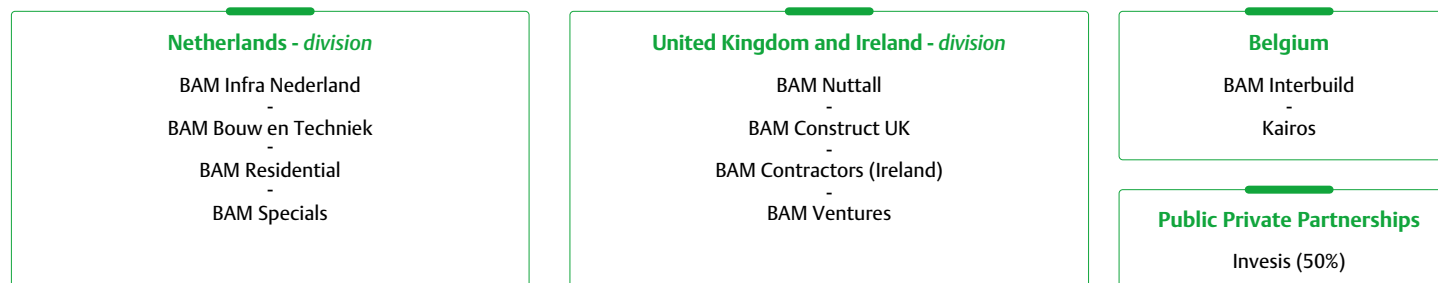 Netherlands - division
BAM Infra Nederland
-
BAM Bouw en Techniek
-
BAM Residential
-
BAM Specials
United Kingdom and Ireland - division
BAM Nuttall
-
BAM Construct UK
-
BAM Contractors (Ireland)
-
BAM Ventures
Belgium
BAM Interbuild
-
Kairos
Public Private Partnerships
Invesis (50%)